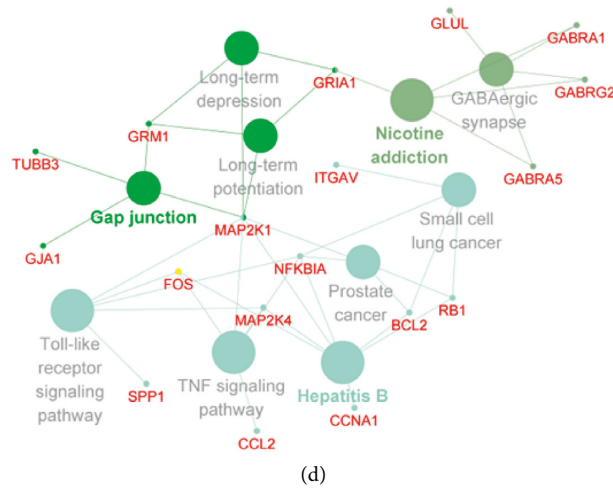 GLUL
GABRA1
Long-term
depression
GRIA1
GABAergic
synapse
GABRG2
GRM1
Nicotine
addiction
TUBB3
Long-term
potentiation
ITGAV
GABRA5
Gap junction
MAP2K1
Small cell
lung cancer
GJA1
NFKBIA
FOS
Prostate
cancer
RB1
MAP2K4
BCL2
Toll-like
receptor
signaling
pathway
TNF signaling
pathway
Hepatitis B
SPP1
CCNA1
CCL2
(d)